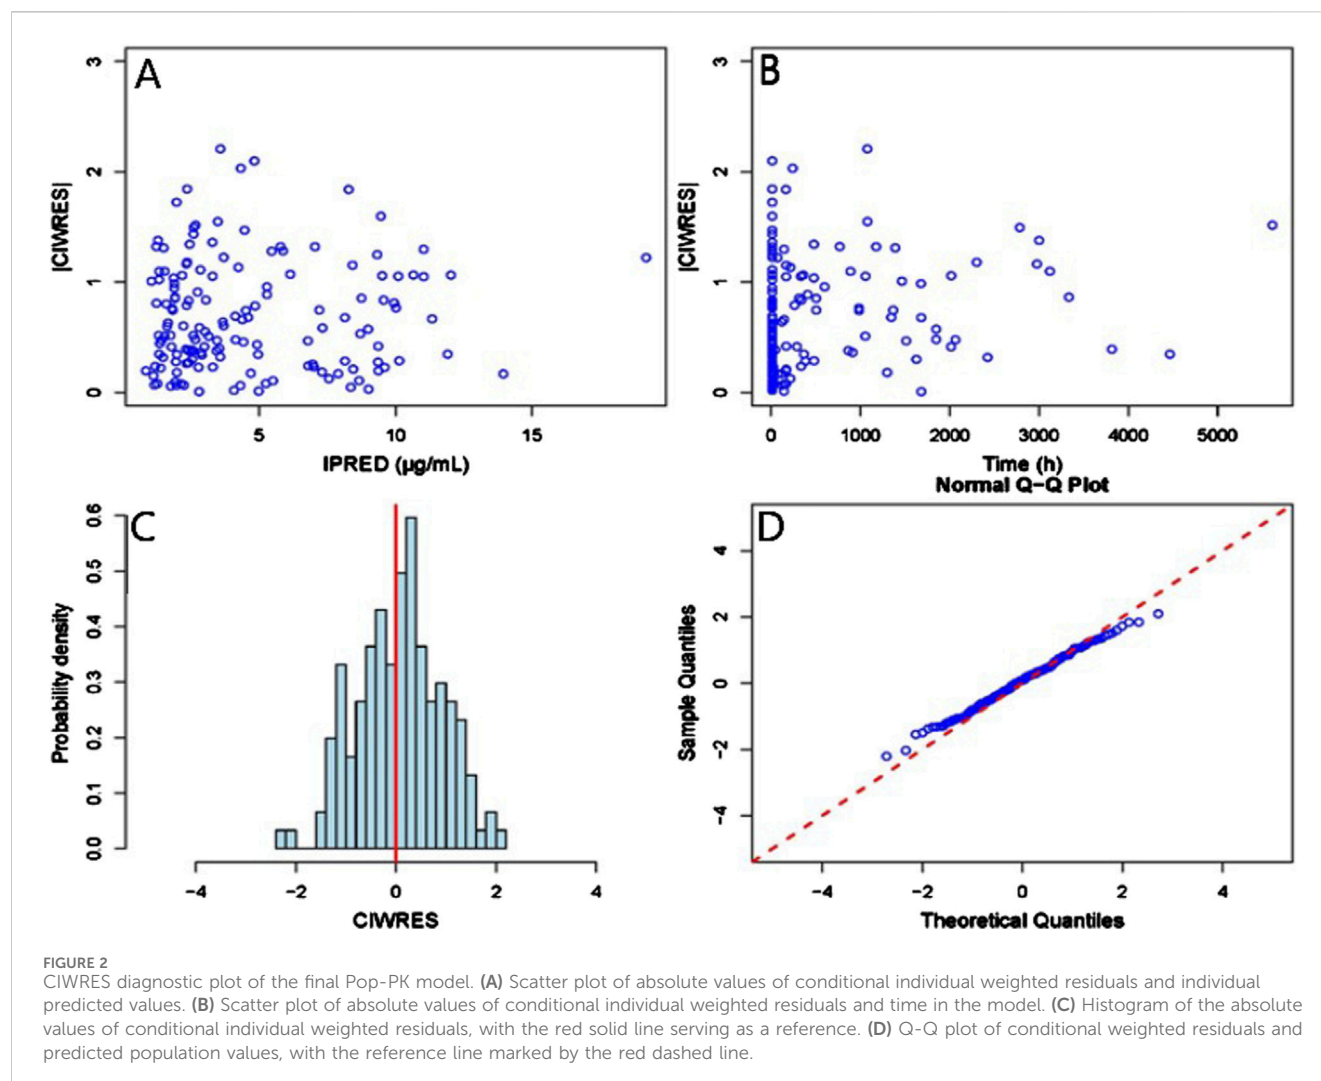 A
3
2
1
0
|CIWRES|
5
10
15
IPRED (µg/mL)
B
3
2
1
0
|CIWRES|
0
1000
2000
3000
4000
5000
Time (h)
C
0.6
0.5
0.4
0.3
0.2
0.1
0.0
Probability density
−4
−2
0
2
4
CIWRES
Normal Q−Q Plot
D
4
2
0
−2
−4
Sample Quantiles
−4
−2
0
2
4
Theoretical Quantiles
FIGURE 2
CIWRES diagnostic plot of the final Pop-PK model. (A) Scatter plot of absolute values of conditional individual weighted residuals and individual
predicted values. (B) Scatter plot of absolute values of conditional individual weighted residuals and time in the model. (C) Histogram of the absolute
values of conditional individual weighted residuals, with the red solid line serving as a reference. (D) Q-Q plot of conditional weighted residuals and
predicted population values, with the reference line marked by the red dashed line.